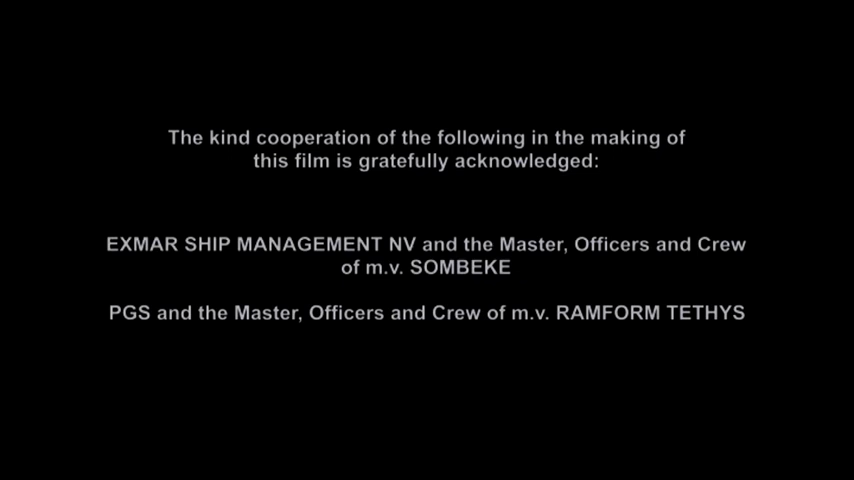 The kind cooperation of the following in the making of
this film is gratefully acknowledged:
EXMAR SHIP MANAGEMENT NV and the Master, Officers and Crew
of m.v. SOMBEKE
PGS and the Master, Officers and Crew of m.v. RAMFORM TETHYS